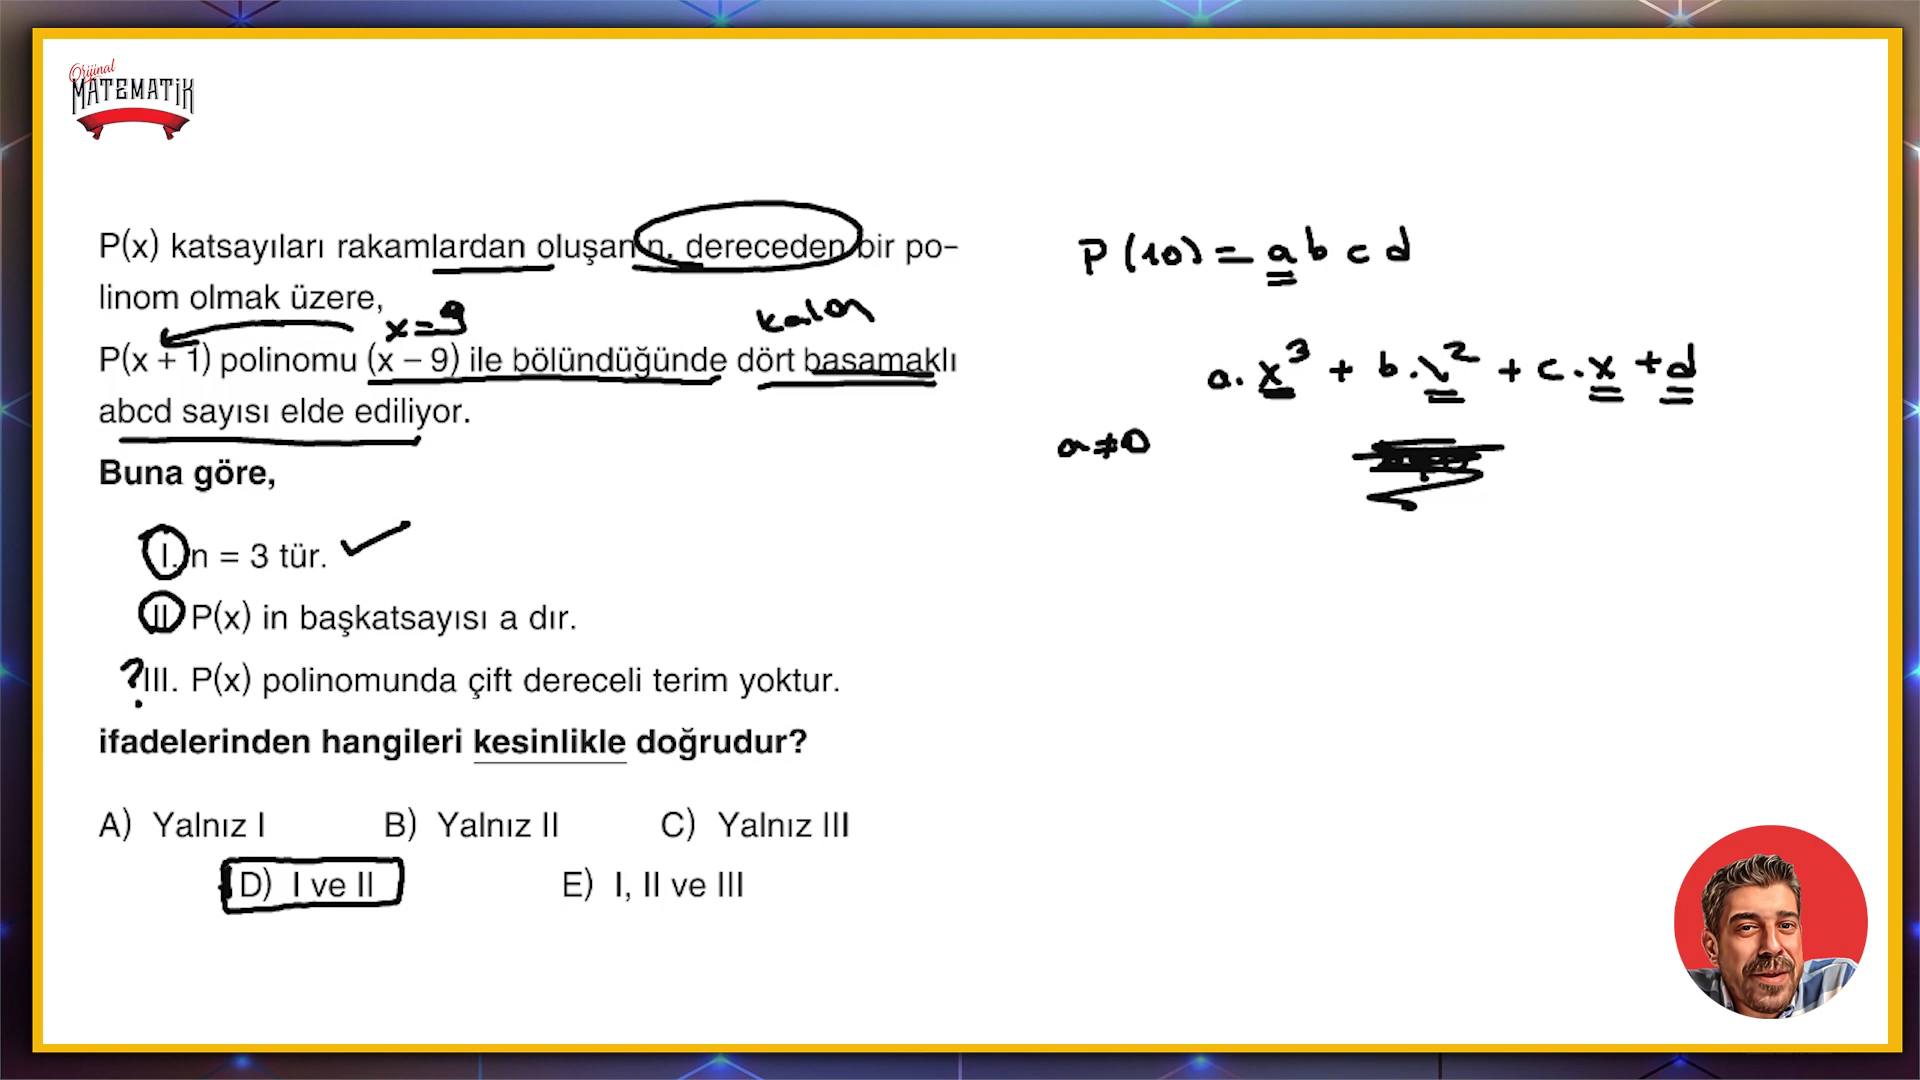 Orijinal
MATEMATİK
P(x) katsayıları rakamlardan oluşan n. dereceden bir po-
linom olmak üzere,
x=9
kalan
P(x + 1) polinomu (x – 9) ile bölündüğünde dört basamaklı
abcd sayısı elde ediliyor.
Buna göre,
I. n = 3 tür.
II. P(x) in başkatsayısı a dır.
? III. P(x) polinomunda çift dereceli terim yoktur.
ifadelerinden hangileri kesinlikle doğrudur?
A) Yalnız I B) Yalnız II C) Yalnız III
D) I ve II E) I, II ve III
P(10) = abcd
a.x³ + b.x² + c.x + d
a≠0